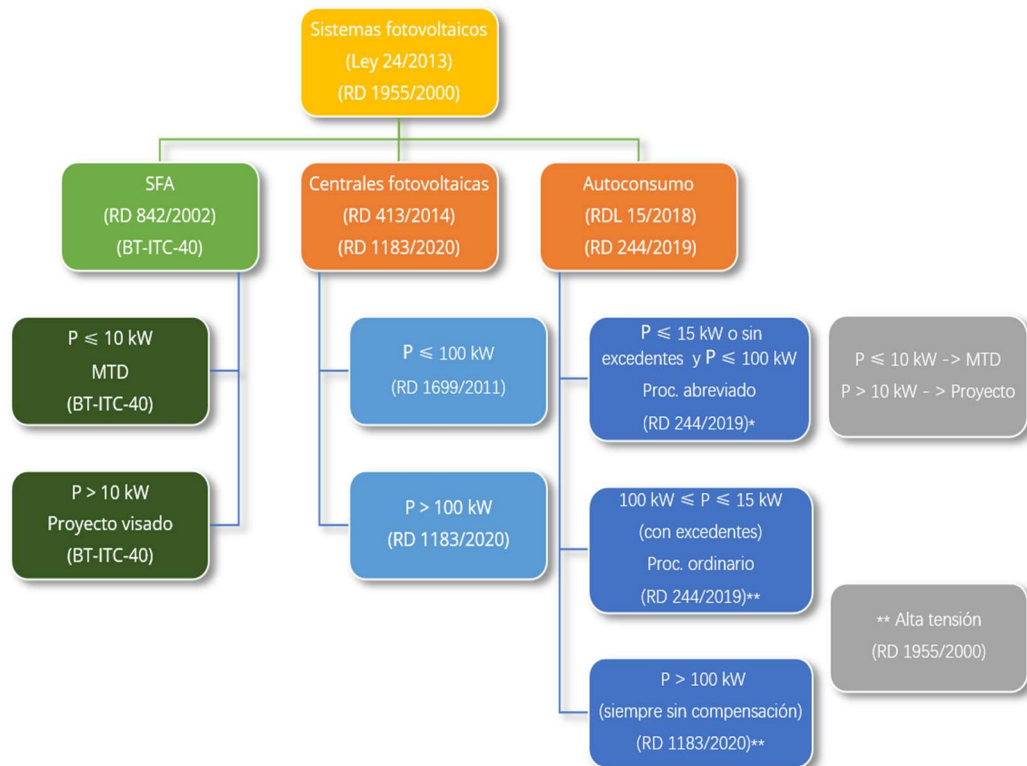 Sistemas fotovoltaicos
(Ley 24/2013)
(RD 1955/2000)
SFA
(RD 842/2002)
(BT-ITC-40)
Centrales fotovoltaicas
(RD 413/2014)
(RD 1183/2020)
Autoconsumo
(RDL 15/2018)
(RD 244/2019)
P ≤ 10 kW
MTD
(BT-ITC-40)
P > 10 kW
Proyecto visado
(BT-ITC-40)
P ≤ 100 kW
(RD 1699/2011)
P > 100 kW
(RD 1183/2020)
P ≤ 15 kW o sin
excedentes y P ≤ 100 kW
Proc. abreviado
(RD 244/2019)*
100 kW ≤ P ≤ 15 kW
(con excedentes)
Proc. ordinario
(RD 244/2019)**
P > 100 kW
(siempre sin compensación)
(RD 1183/2020)**
P ≤ 10 kW -> MTD
P > 10 kW - > Proyecto
** Alta tensión
(RD 1955/2000)